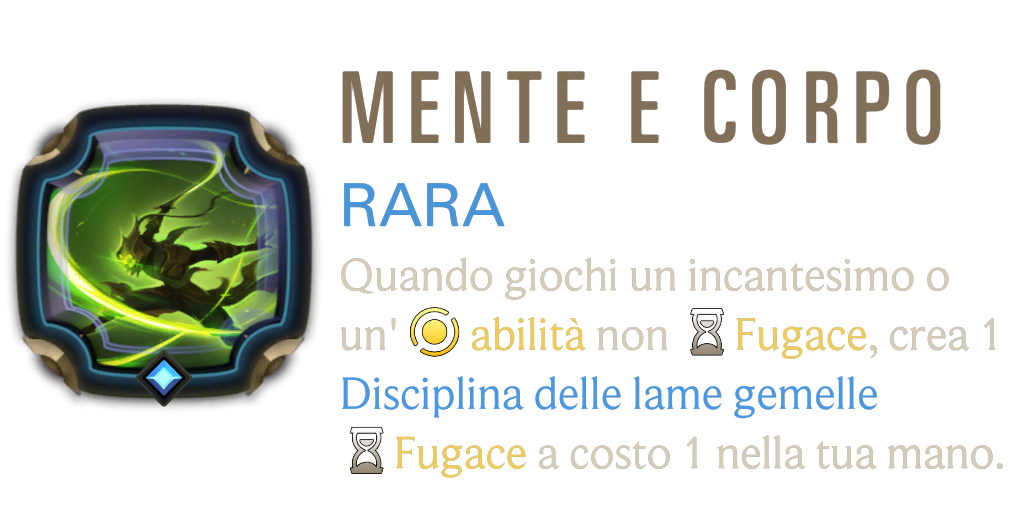 MENTE E CORPO
RARA
Quando giochi un incantesimo o
un' abilità non Fugace, crea 1
Disciplina delle lame gemelle
Fugace a costo 1 nella tua mano.